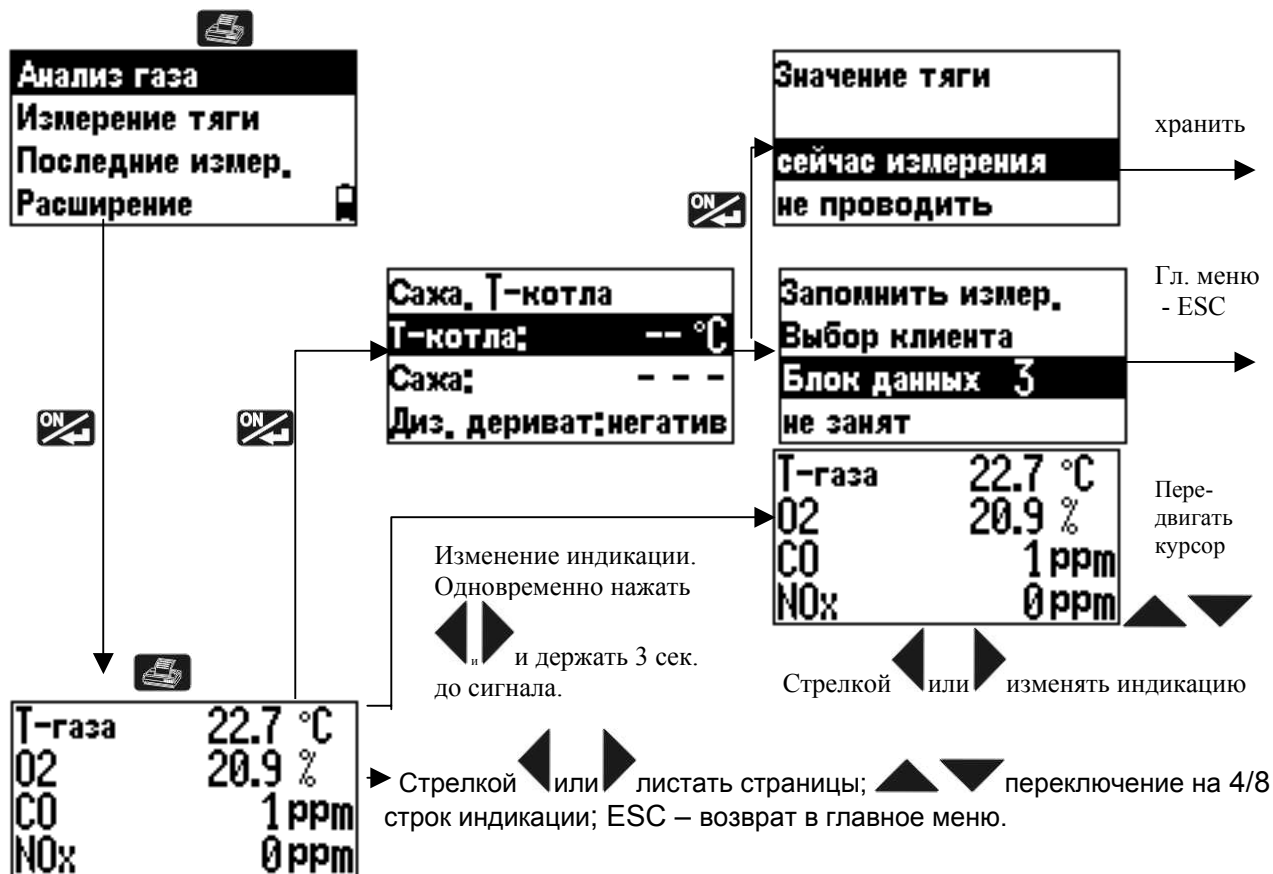 Анализ газа
Измерение тяги
Последние измер.
Расширение
Значение тяги
сейчас измерения
не проводить
хранить
ON
Сажа. Т-котла
Т-котла: -- °C
Сажа: - - -
Диз. дериват:негатив
Запомнить измер.
Выбор клиента
Блок данных 3
не занят
Гл. меню
- ESC
ON
ON
Т-газа 22.7 °C
O2 20.9 %
CO 1 ppm
NOx 0 ppm
Пере-
двигать
курсор
Изменение индикации.
Одновременно нажать
и и держать 3 сек.
до сигнала.
Стрелкой или изменять индикацию
Т-газа 22.7 °C
O2 20.9 %
CO 1 ppm
NOx 0 ppm
Стрелкой или листать страницы; переключение на 4/8
строк индикации; ESC – возврат в главное меню.